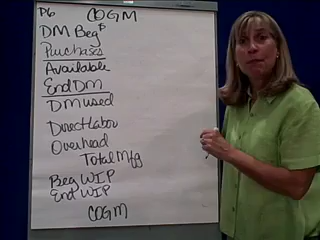 P6 COGM
DM Beg $
Purchases
Available
End DM
DM used
Direct Labor
Overhead
Total Mfg
Beg WIP
End WIP
COGM